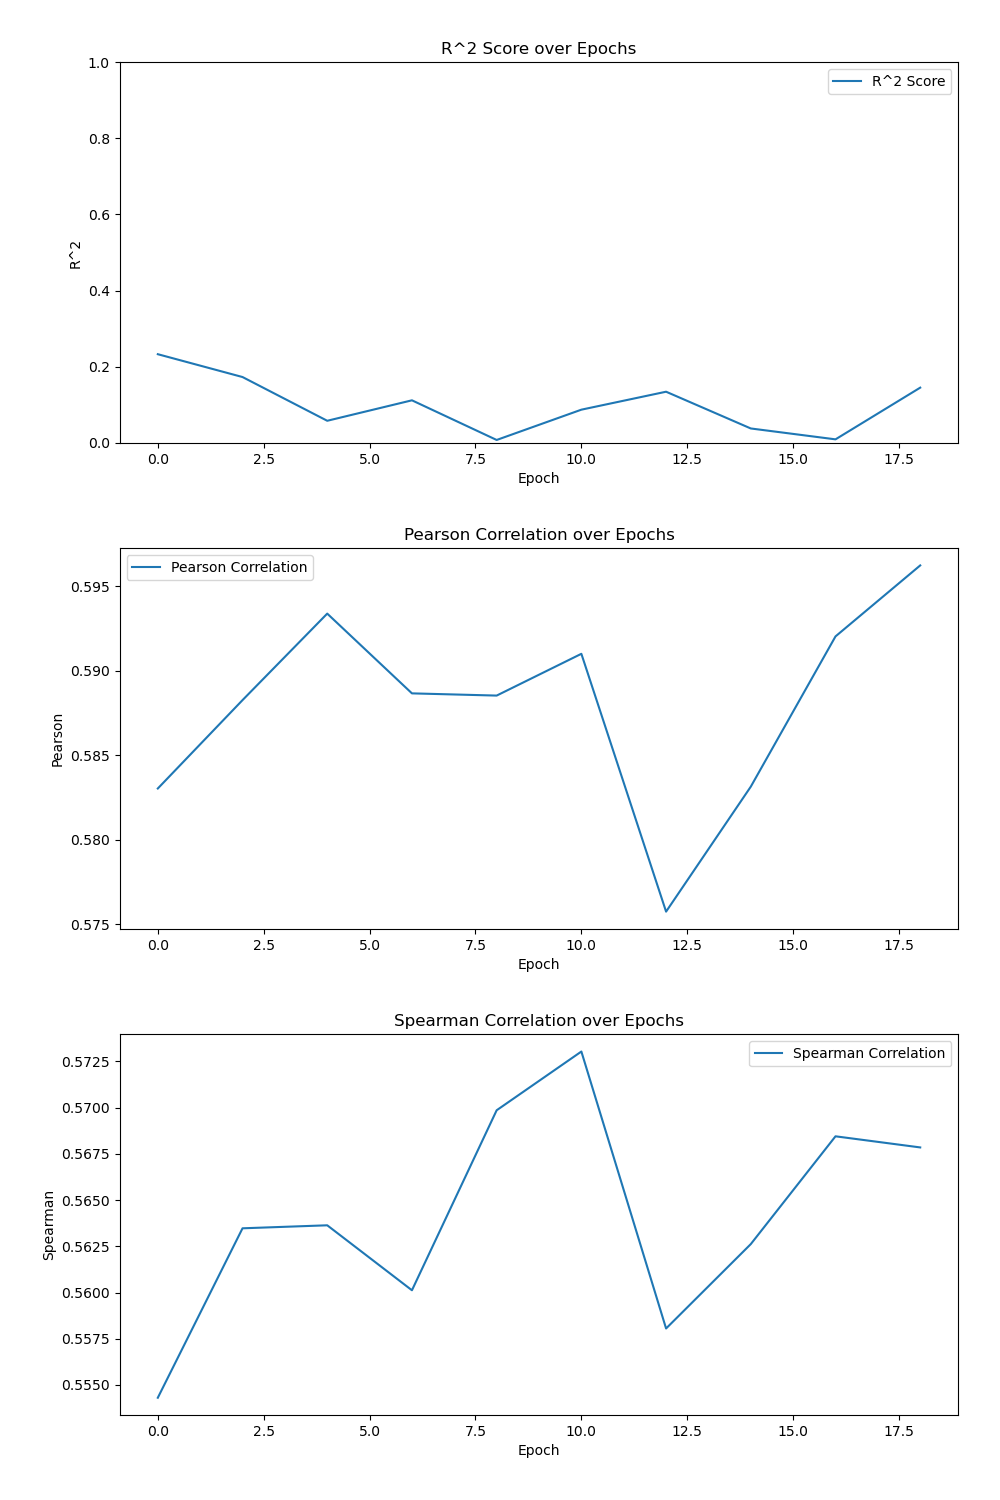 R^2 Score over Epochs
1.0
0.8
0.6
0.4
0.2
0.0
R^2
R^2 Score
0.0 2.5 5.0 7.5 10.0 12.5 15.0 17.5
Epoch
Pearson Correlation over Epochs
0.595
0.590
0.585
0.580
0.575
Pearson
Pearson Correlation
0.0 2.5 5.0 7.5 10.0 12.5 15.0 17.5
Epoch
Spearman Correlation over Epochs
0.5725
0.5700
0.5675
0.5650
0.5625
0.5600
0.5575
0.5550
Spearman
Spearman Correlation
0.0 2.5 5.0 7.5 10.0 12.5 15.0 17.5
Epoch